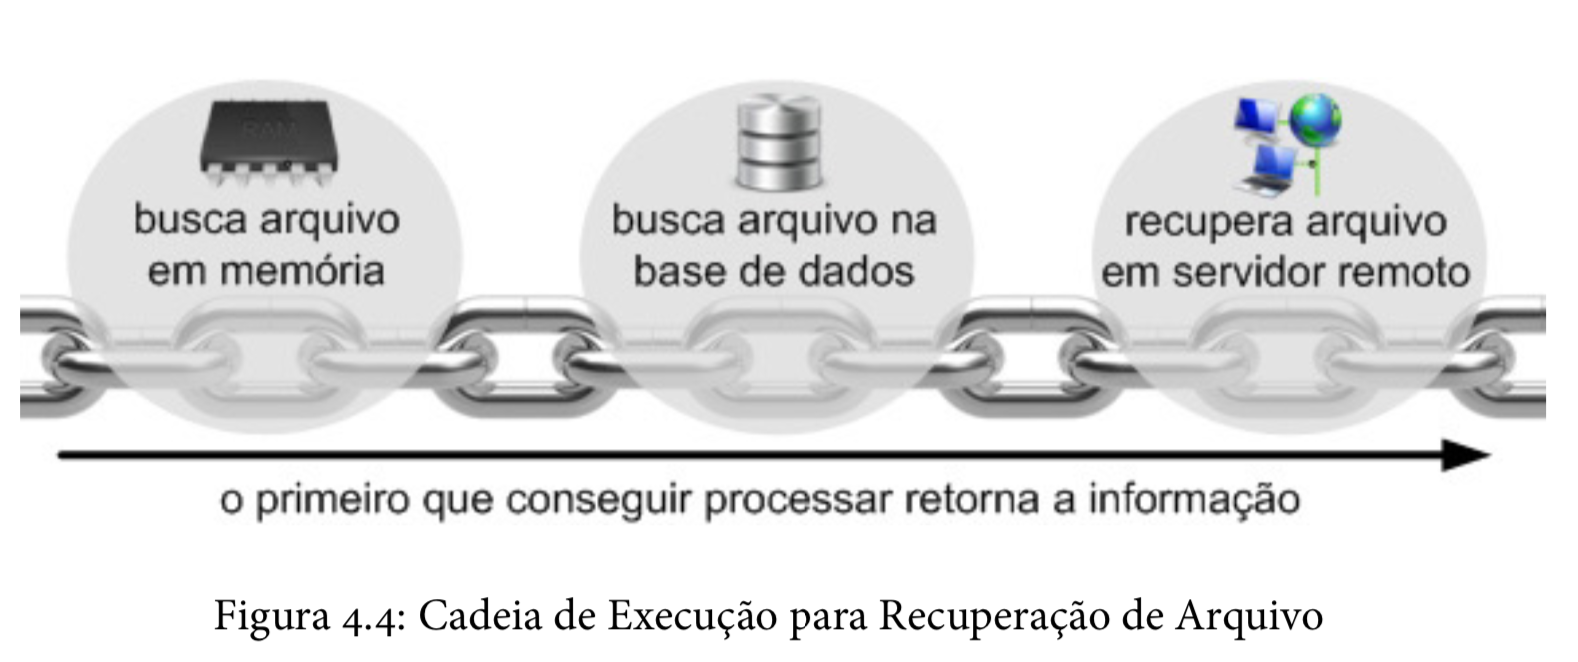 RAM
busca arquivo
em memória
busca arquivo na
base de dados
recupera arquivo
em servidor remoto
o primeiro que conseguir processar retorna a informação
Figura 4.4: Cadeia de Execução para Recuperação de Arquivo